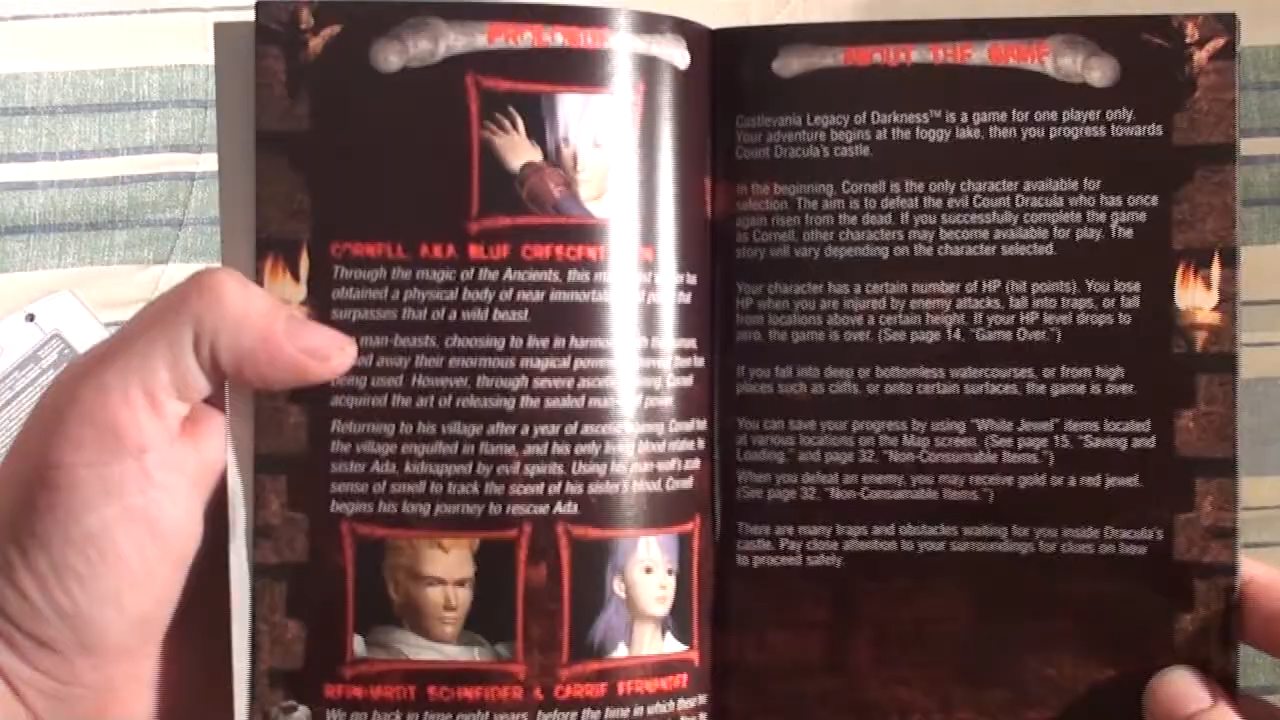 PROLOGUE
CORNELL, A.K.A. BLUE CRESCENT
Through the magic of the Ancients, this
obtained a physical body of near
surpasses that of a wild beast.
man-beasts, choosing to live in
away their enormous magical
being used. However, through severe
acquired the art of releasing the sealed
Returning to his village after a year of
the village engulfed in flame, and his only living blood relative, his
sister Ada, kidnapped by evil spirits. Using his man-wolf's
sense of smell to track the scent of his sister's blood, Cornell
begins his long journey to rescue Ada.
REINHARDT SCHNEIDER & CARRIE FERNANDEZ
We go back in time eight years, before the time in which
ABOUT THE GAME
Castlevania Legacy of Darkness™ is a game for one player only.
Your adventure begins at the foggy lake, then you progress towards
Count Dracula's castle.
In the beginning, Cornell is the only character available for
selection. The aim is to defeat the evil Count Dracula who has once
again risen from the dead. If you successfully complete the game
as Cornell, other characters may become available for play. The
story will vary depending on the character selected.
Your character has a certain number of HP (hit points). You lose
HP when you are injured by enemy attacks, fall into traps, or fall
from locations above a certain height. If your HP level drops to
zero, the game is over. (See page 14, "Game Over.")
If you fall into deep or bottomless watercourses, or from high
places such as cliffs, or onto certain surfaces, the game is over.
You can save your progress by using "White Jewel" items located
at various locations on the Map screen. (See page 15, "Saving and
Loading," and page 32, "Non-Consumable Items.")
When you defeat an enemy, you may receive gold or a red jewel.
(See page 32, "Non-Consumable Items.")
There are many traps and obstacles waiting for you inside Dracula's
castle. Pay close attention to your surroundings for clues on how
to proceed safely.